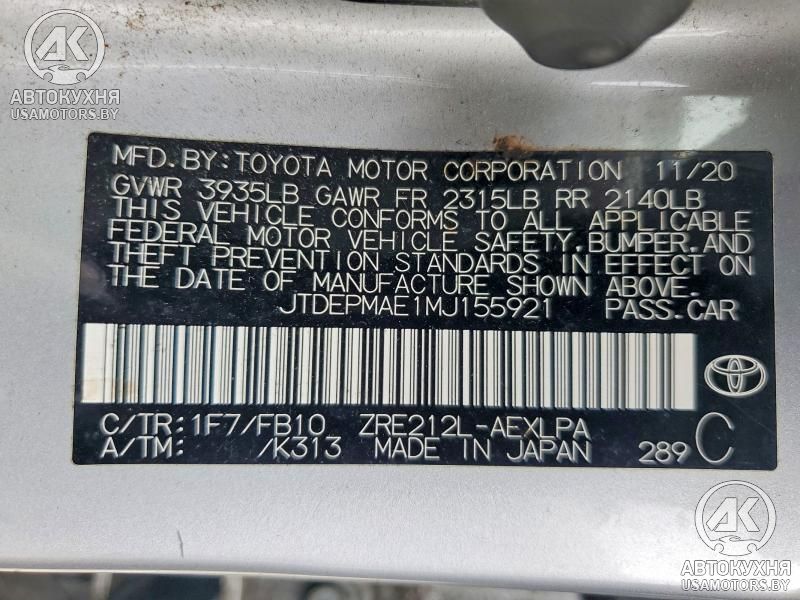 AK
АВТОКУХНЯ
USAMOTORS.BY
MFD.BY:TOYOTA MOTOR CORPORATION 11/20
GVWR 3935LB GAWR FR 2315LB RR 2140LB
THIS VEHICLE CONFORMS TO ALL APPLICABLE
FEDERAL MOTOR VEHICLE SAFETY,BUMPER,AND
THEFT PREVENTION STANDARDS IN EFFECT ON
THE DATE OF MANUFACTURE SHOWN ABOVE.
JTDEPMAE1MJ155921 PASS.CAR
C/TR:1F7/FB10 ZRE212L-AEXLPA
A/TM: /K313 MADE IN JAPAN 289 C
AK
АВТОКУХНЯ
USAMOTORS.BY